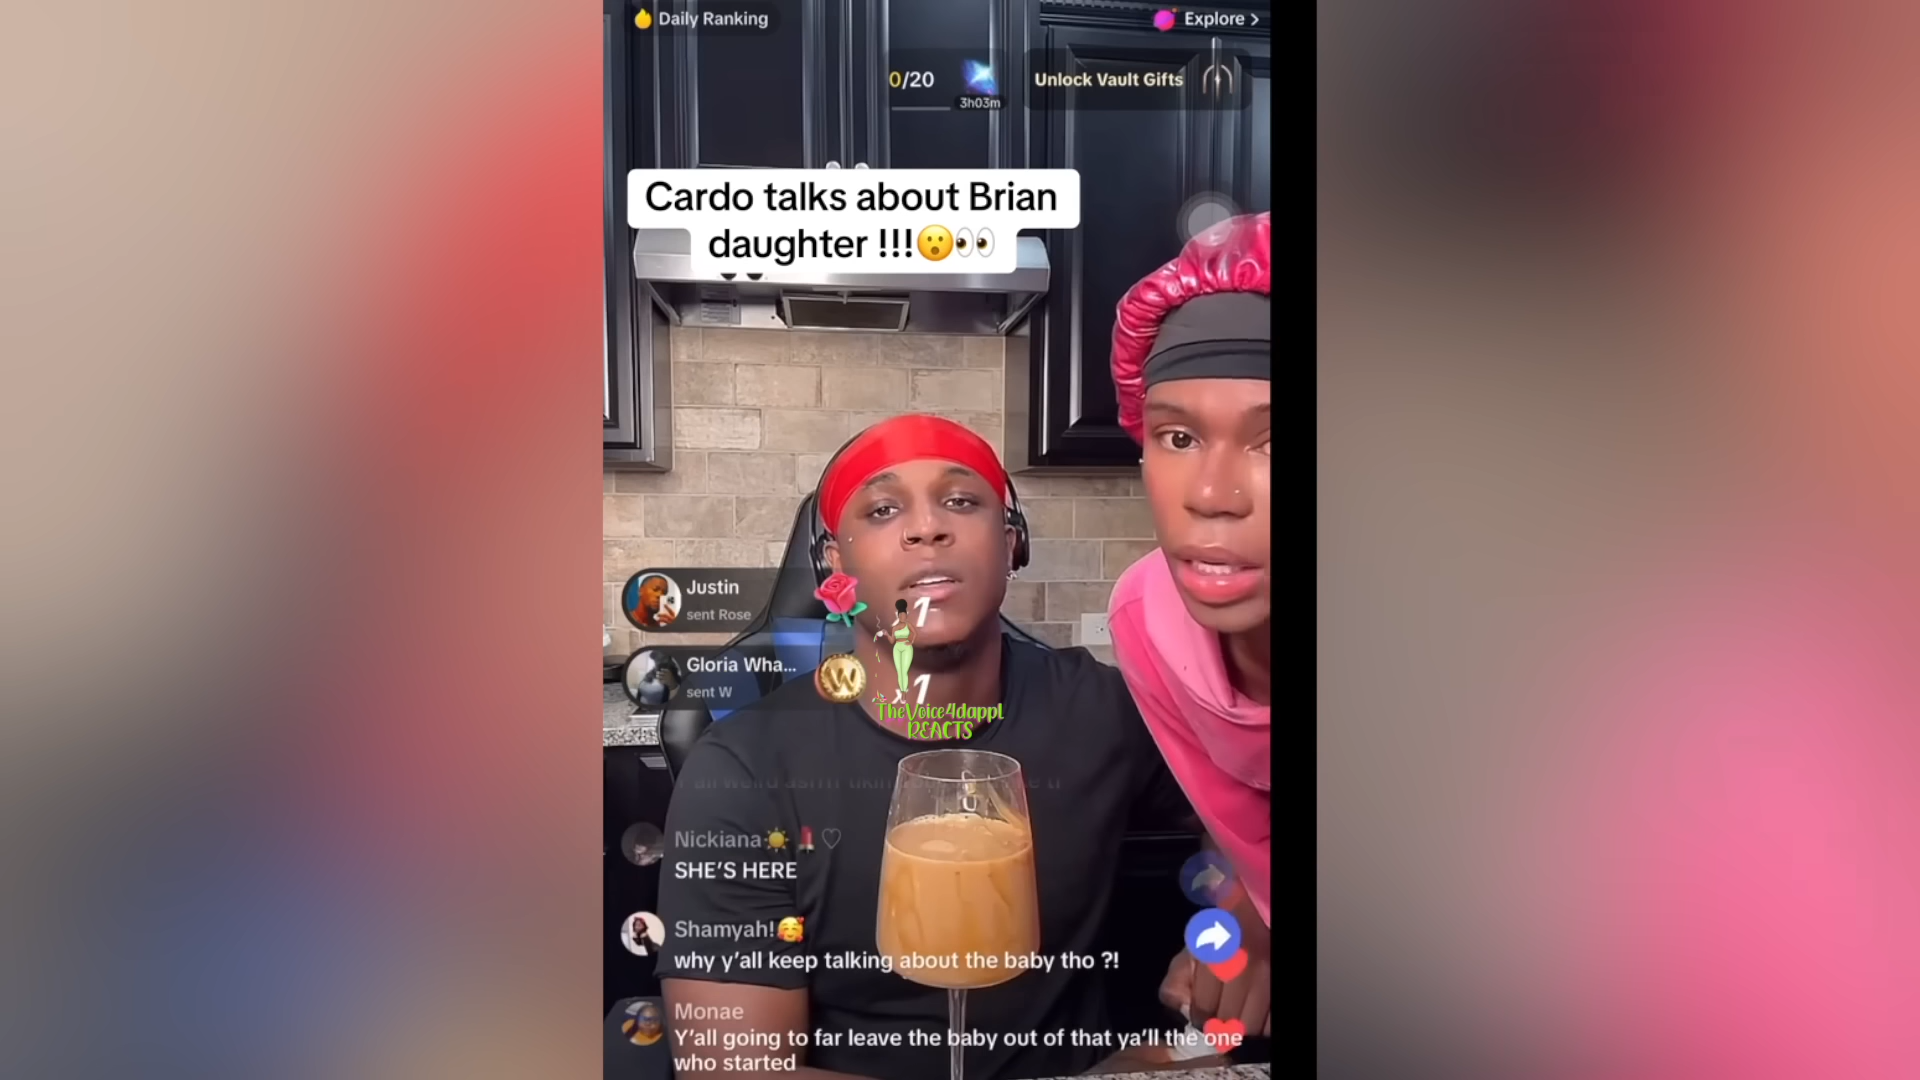 Daily Ranking
Explore >
0/20
3h03m
Unlock Vault Gifts
Cardo talks about Brian
daughter !!!😮👀
Justin
sent Rose
x1
Gloria Wha...
sent W
W
x1
TheVoice4dappl
REACTS
Nickiana☀️💄♡
SHE'S HERE
Shamyah!🥰
why y'all keep talking about the baby tho ?!
Monae
Y'all going to far leave the baby out of that ya'll the one
who started